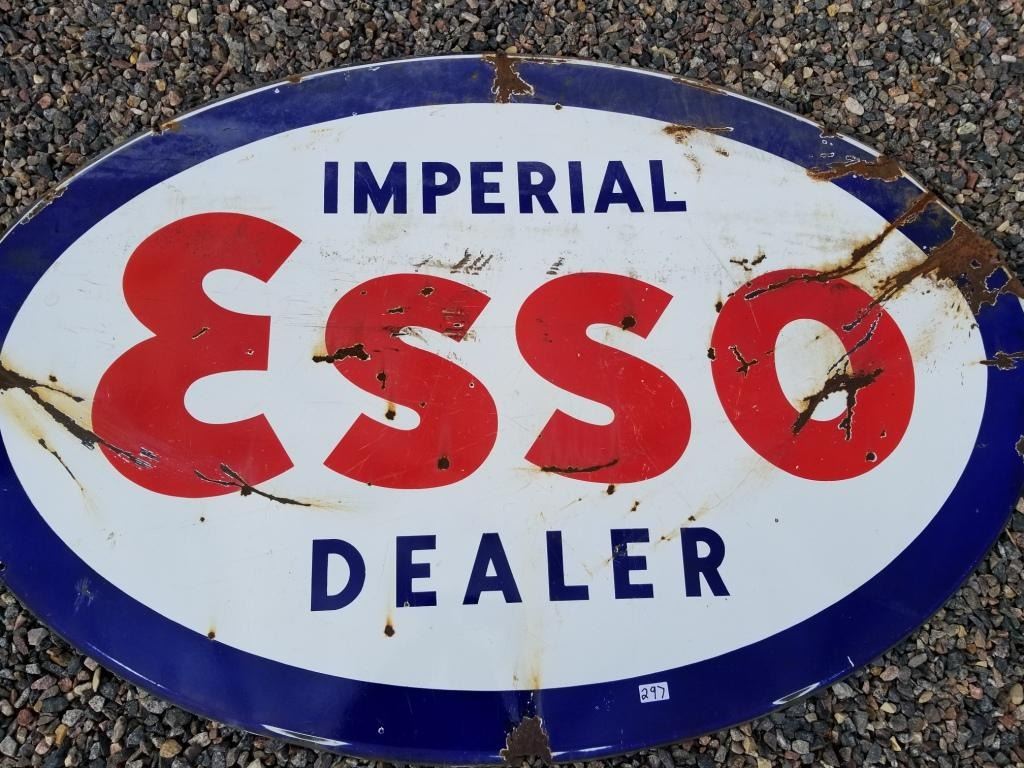 IMPERIAL
Esso
DEALER
297